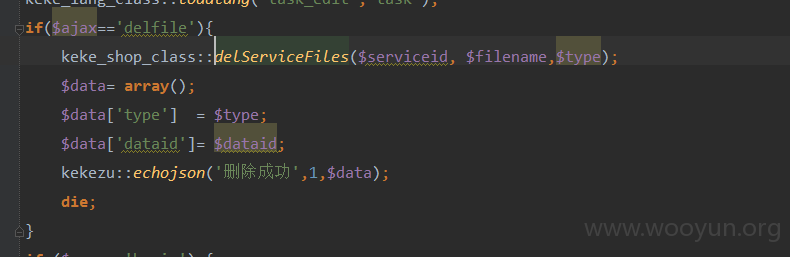 keke_lang_class::loadlang('task_edit','task');
if($ajax=='delfile'){
keke_shop_class::delServiceFiles($serviceid, $filename,$type);
$data= array();
$data['type'] = $type;
$data['dataid']= $dataid;
kekezu::echojson('删除成功',1,$data);
die;
}
www.wooyun.org